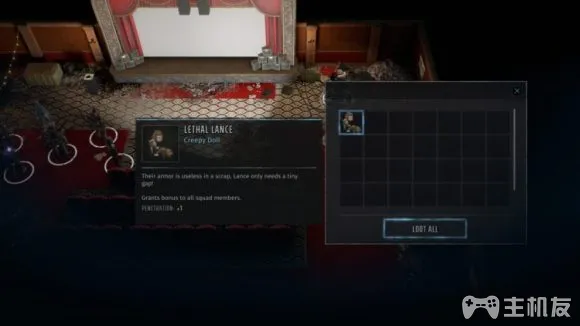 LETHAL LANCE
Creepy Doll
Their armor is useless in a scrap, Lance only needs a tiny
gap!
Grants bonus to all squad members.
PENETRATION: +1
LOOT ALL
主机友